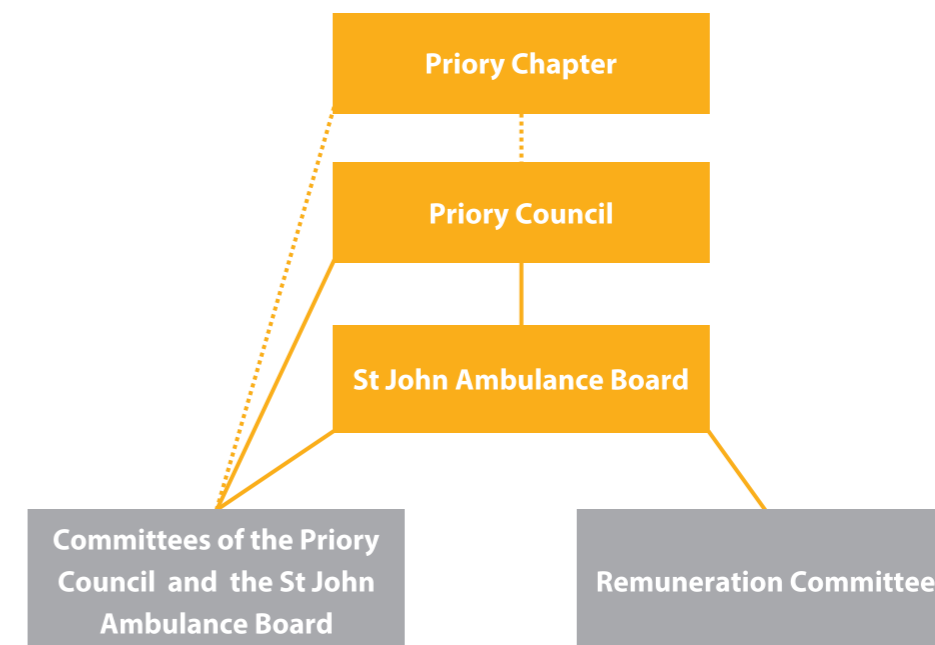 Priory Chapter
Priory Council
St John Ambulance Board
Committees of the Priory
Council and the St John
Ambulance Board
Remuneration Committee